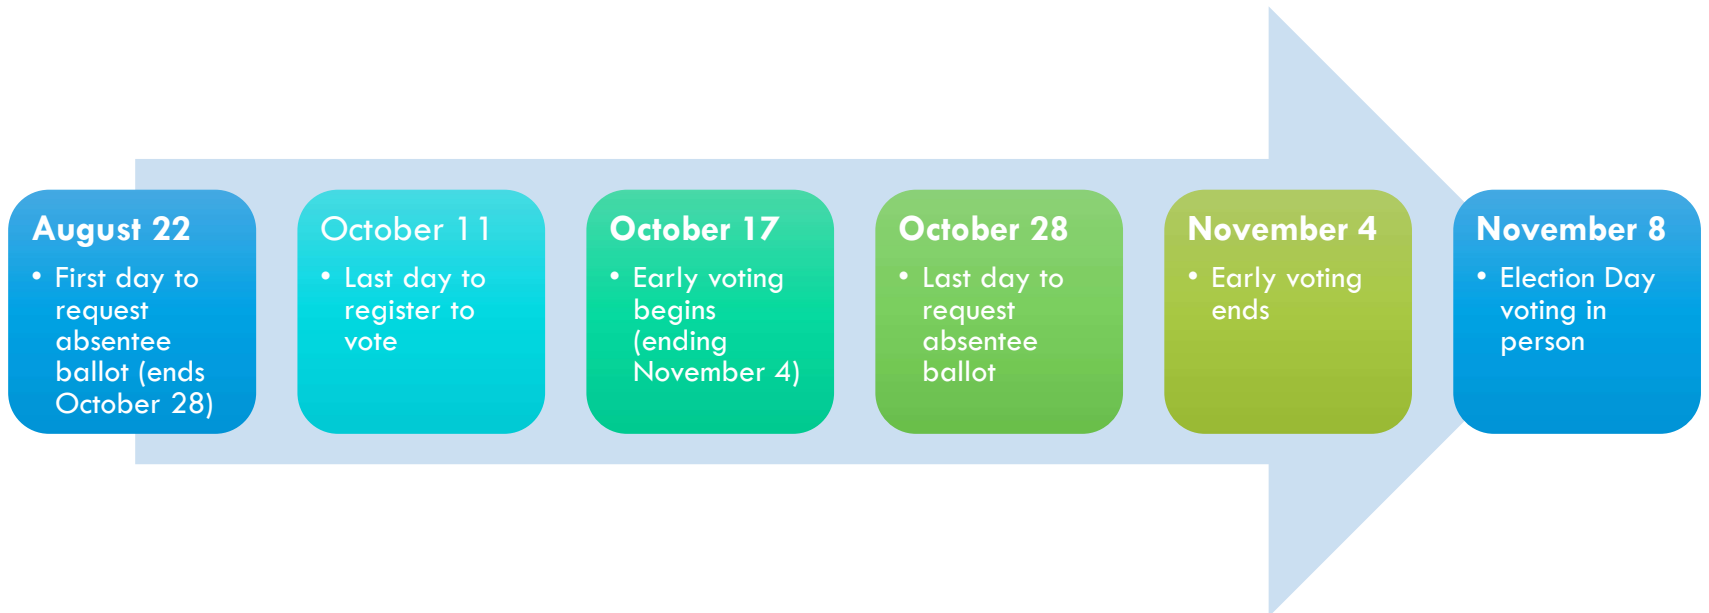 August 22
• First day to
request
absentee
ballot (ends
October 28)
October 11
• Last day to
register to
vote
October 17
• Early voting
begins
(ending
November 4)
October 28
• Last day to
request
absentee
ballot
November 4
• Early voting
ends
November 8
• Election Day
voting in
person